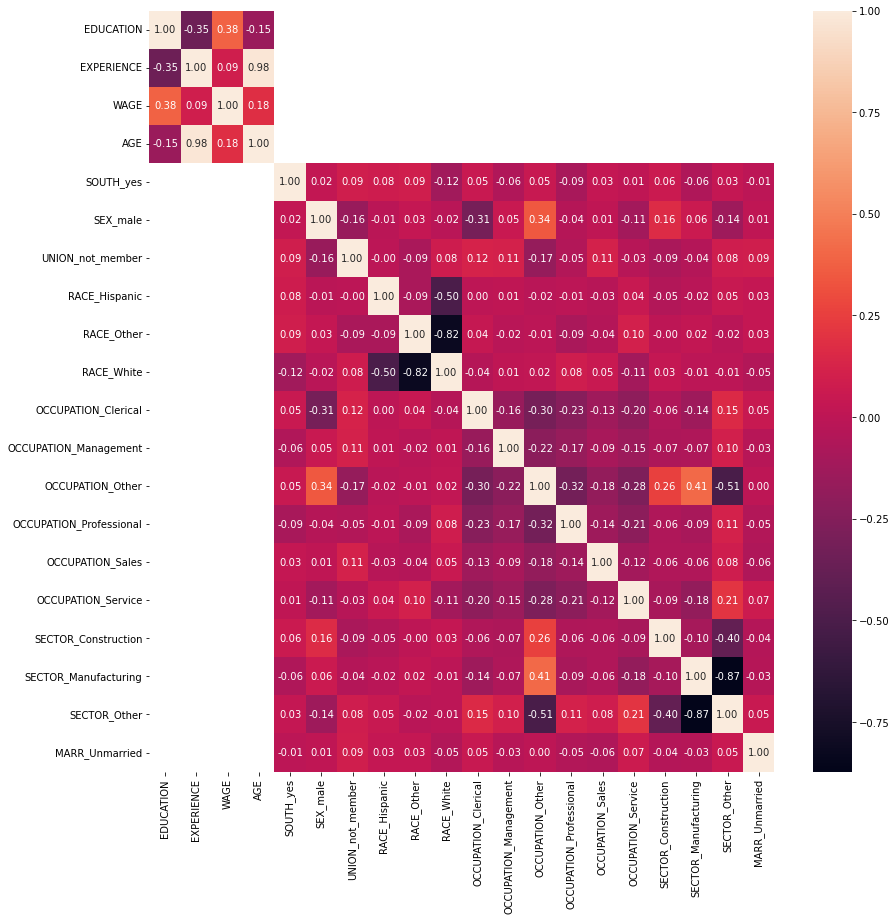 EDUCATION 1.00 -0.35 0.38 -0.15
EXPERIENCE -0.35 1.00 0.09 0.98
WAGE 0.38 0.09 1.00 0.18
AGE -0.15 0.98 0.18 1.00
SOUTH_yes 1.00 0.02 0.09 0.08 0.09 -0.12 0.05 -0.06 0.05 -0.09 0.03 0.01 0.06 -0.06 0.03 -0.01
SEX_male 0.02 1.00 -0.16 -0.01 0.03 -0.02 -0.31 0.05 0.34 -0.04 0.01 -0.11 0.16 0.06 -0.14 0.01
UNION_not_member 0.09 -0.16 1.00 -0.00 -0.09 0.08 0.12 0.11 -0.17 -0.05 0.11 -0.03 -0.09 -0.04 0.08 0.09
RACE_Hispanic 0.08 -0.01 -0.00 1.00 -0.09 -0.50 0.00 0.01 -0.02 -0.01 -0.03 0.04 -0.05 -0.02 0.05 0.03
RACE_Other 0.09 0.03 -0.09 -0.09 1.00 -0.82 0.04 -0.02 -0.01 -0.09 -0.04 0.10 -0.00 0.02 -0.02 0.03
RACE_White -0.12 -0.02 0.08 -0.50 -0.82 1.00 -0.04 0.01 0.02 0.08 0.05 -0.11 0.03 -0.01 -0.01 -0.05
OCCUPATION_Clerical 0.05 -0.31 0.12 0.00 0.04 -0.04 1.00 -0.16 -0.30 -0.23 -0.13 -0.20 -0.06 -0.14 0.15 0.05
OCCUPATION_Management -0.06 0.05 0.11 0.01 -0.02 0.01 -0.16 1.00 -0.22 -0.17 -0.09 -0.15 -0.07 -0.07 0.10 -0.03
OCCUPATION_Other 0.05 0.34 -0.17 -0.02 -0.01 0.02 -0.30 -0.22 1.00 -0.32 -0.18 -0.28 0.26 0.41 -0.51 0.00
OCCUPATION_Professional -0.09 -0.04 -0.05 -0.01 -0.09 0.08 -0.23 -0.17 -0.32 1.00 -0.14 -0.21 -0.06 -0.09 0.11 -0.05
OCCUPATION_Sales 0.03 0.01 0.11 -0.03 -0.04 0.05 -0.13 -0.09 -0.18 -0.14 1.00 -0.12 -0.06 -0.06 0.08 -0.06
OCCUPATION_Service 0.01 -0.11 -0.03 0.04 0.10 -0.11 -0.20 -0.15 -0.28 -0.21 -0.12 1.00 -0.09 -0.18 0.21 0.07
SECTOR_Construction 0.06 0.16 -0.09 -0.05 -0.00 0.03 -0.06 -0.07 0.26 -0.06 -0.06 -0.09 1.00 -0.10 -0.40 -0.04
SECTOR_Manufacturing -0.06 0.06 -0.04 -0.02 0.02 -0.01 -0.14 -0.07 0.41 -0.09 -0.06 -0.18 -0.10 1.00 -0.87 -0.03
SECTOR_Other 0.03 -0.14 0.08 0.05 -0.02 -0.01 0.15 0.10 -0.51 0.11 0.08 0.21 -0.40 -0.87 1.00 0.05
MARR_Unmarried -0.01 0.01 0.09 0.03 0.03 -0.05 0.05 -0.03 0.00 -0.05 -0.06 0.07 -0.04 -0.03 0.05 1.00
EDUCATION
EXPERIENCE
WAGE
AGE
SOUTH_yes
SEX_male
UNION_not_member
RACE_Hispanic
RACE_Other
RACE_White
OCCUPATION_Clerical
OCCUPATION_Management
OCCUPATION_Other
OCCUPATION_Professional
OCCUPATION_Sales
OCCUPATION_Service
SECTOR_Construction
SECTOR_Manufacturing
SECTOR_Other
MARR_Unmarried
1.00
0.75
0.50
0.25
0.00
−0.25
−0.50
−0.75